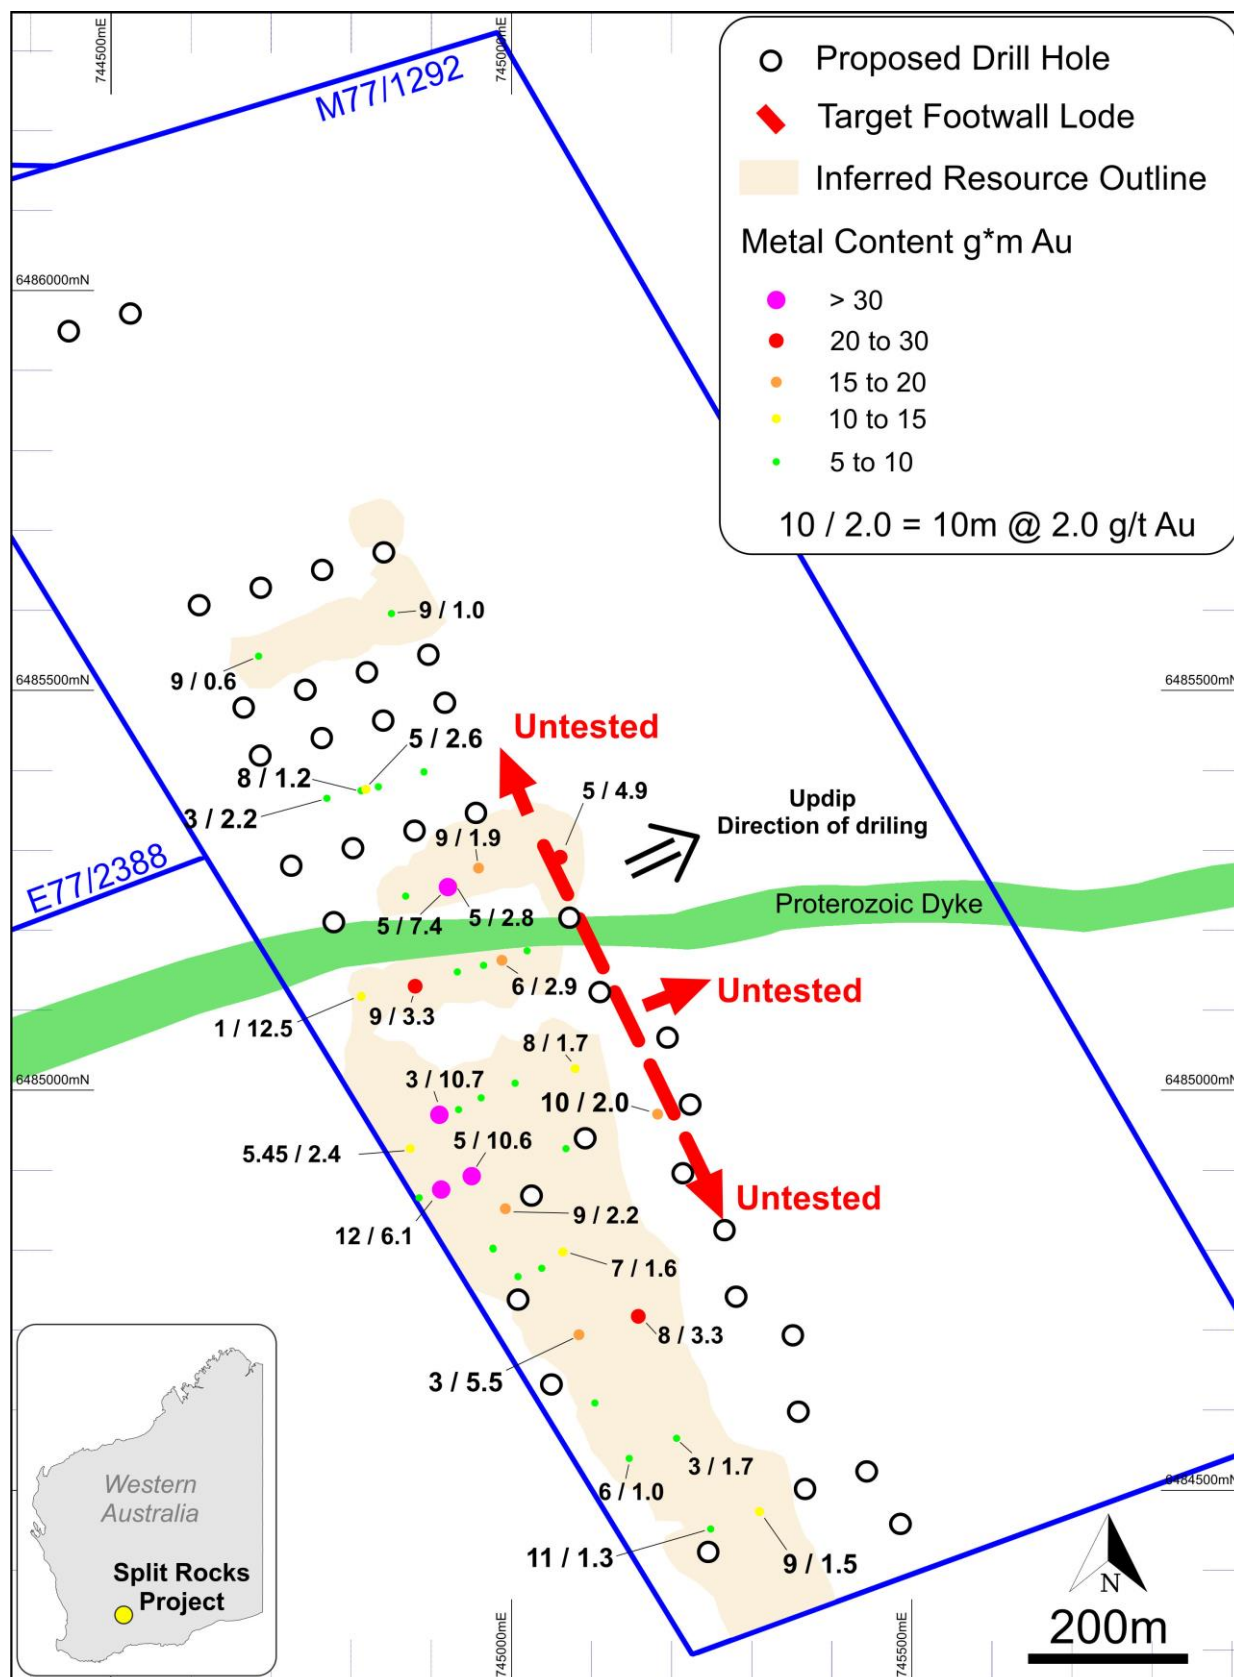 744500mE
745000mE
M77/1292
Proposed Drill Hole
Target Footwall Lode
Inferred Resource Outline
Metal Content g*m Au
> 30
20 to 30
15 to 20
10 to 15
5 to 10
10 / 2.0 = 10m @ 2.0 g/t Au
6486000mN
9 / 1.0
9 / 0.6
6485500mN
6485500mN
Untested
5 / 2.6
8 / 1.2
3 / 2.2
5 / 4.9
Updip
Direction of driling
9 / 1.9
E77/2388
Proterozoic Dyke
5 / 7.4
5 / 2.8
6 / 2.9
Untested
1 / 12.5
9 / 3.3
8 / 1.7
3 / 10.7
10 / 2.0
6485000mN
6485000mN
5 / 10.6
5.45 / 2.4
Untested
9 / 2.2
12 / 6.1
7 / 1.6
8 / 3.3
3 / 5.5
3 / 1.7
6 / 1.0
6484500mN
11 / 1.3
9 / 1.5
Western
Australia
Split Rocks
Project
N
200m
745000mE
745500mE